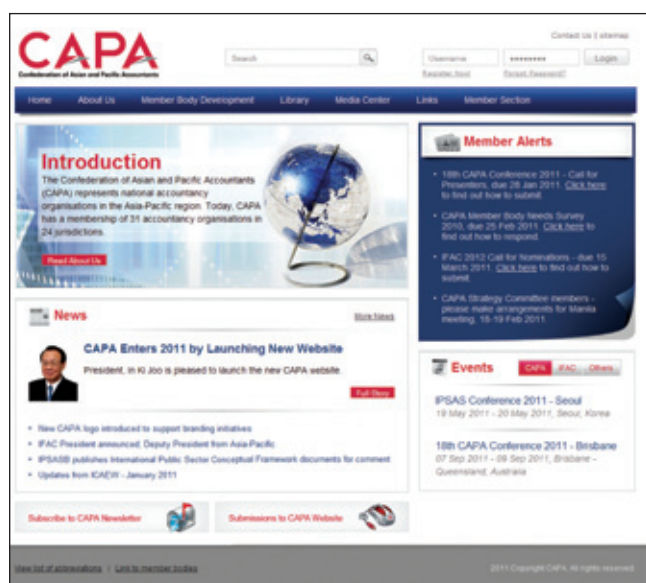 Contact Us | sitemap
CAPA
Confederation of Asian and Pacific Accountants
Search
Username
********
Login
Register Now!
Forgot Password?
Home
About Us
Member Body Development
Library
Media Center
Links
Member Section
Introduction
The Confederation of Asian and Pacific Accountants
(CAPA) represents national accountancy
organisations in the Asia-Pacific region. Today, CAPA
has a membership of 31 accountancy organisations in
24 jurisdictions.
Read About Us
Member Alerts
18th CAPA Conference 2011 - Call for
Presenters, due 28 Jan 2011. Click here
to find out how to submit.
CAPA Member Body Needs Survey
2010, due 25 Feb 2011. Click here to
find out how to respond.
IFAC 2012 Call for Nominations - due 15
March 2011. Click here to find out how to
submit.
CAPA Strategy Committee members -
please make arrangements for Manila
meeting, 18-19 Feb 2011.
News
More News
CAPA Enters 2011 by Launching New Website
President, In Ki Joo is pleased to launch the new CAPA website.
Full Story
New CAPA logo introduced to support branding initiatives
IFAC President announced; Deputy President from Asia-Pacific
IPSASB publishes International Public Sector Conceptual Framework documents for comment
Updates from ICAEW - January 2011
Events
CAPA
IFAC
Others
IPSAS Conference 2011 - Seoul
19 May 2011 - 20 May 2011, Seoul, Korea
18th CAPA Conference 2011 - Brisbane
07 Sep 2011 - 09 Sep 2011, Brisbane -
Queensland, Australia
Subscribe to CAPA Newsletter
Submissions to CAPA Website
View list of abbreviations | Link to member bodies
2011 Copyright CAPA. All rights reserved.